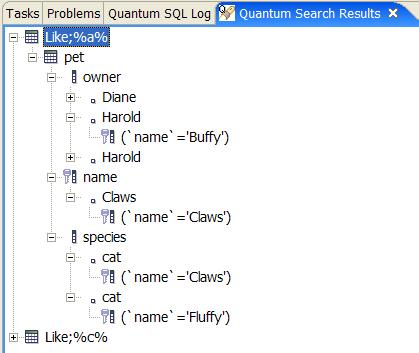 Tasks Problems Quantum SQL Log Quantum Search Results
Like;%a%
pet
owner
Diane
Harold
(`name`='Buffy')
Harold
name
Claws
(`name`='Claws')
species
cat
(`name`='Claws')
cat
(`name`='Fluffy')
Like;%c%